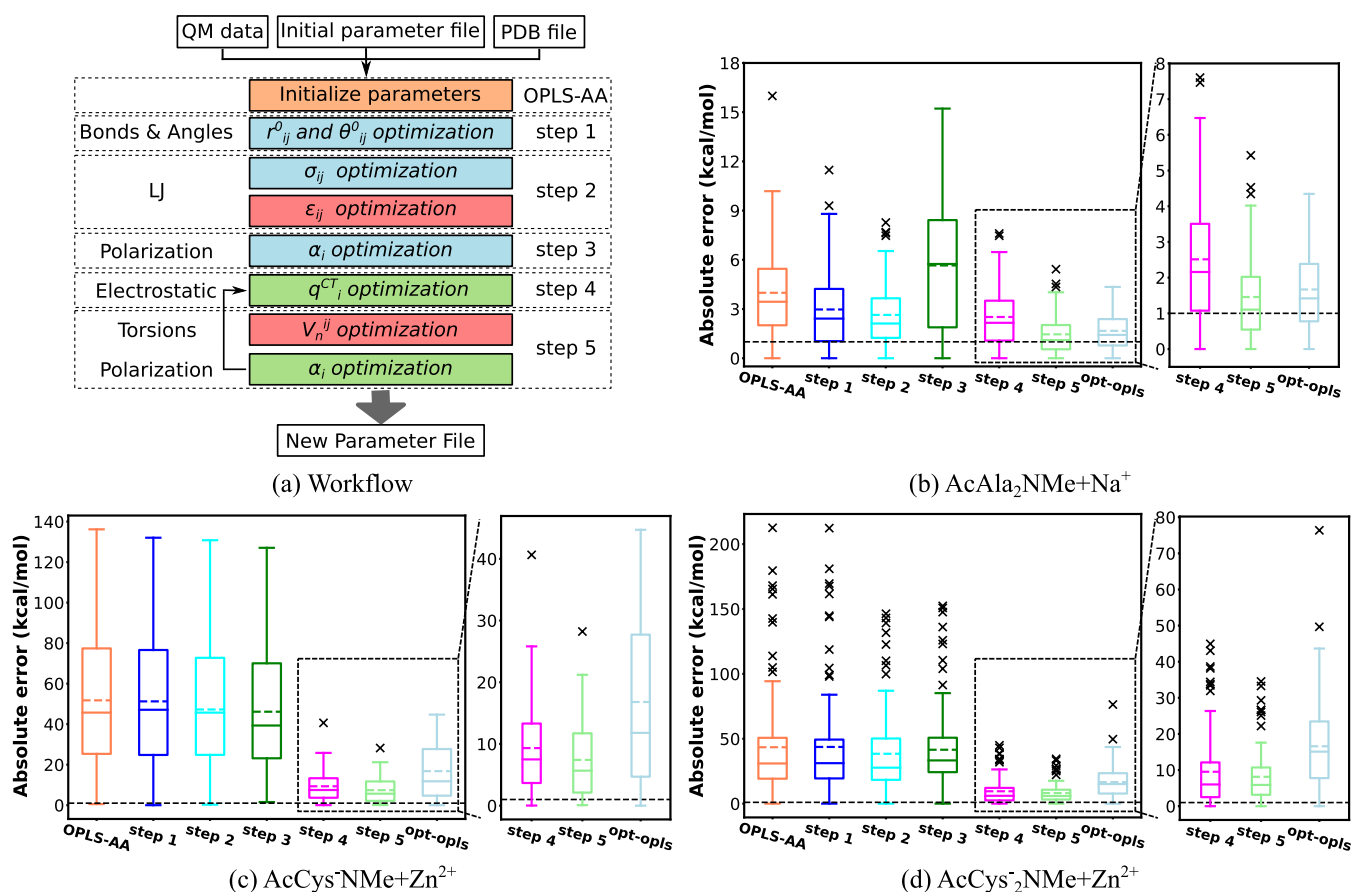 QM data
Initial parameter file
PDB file
Initialize parameters
OPLS-AA
Bonds & Angles
r⁰ᵢⱼ and θ⁰ᵢⱼ optimization
step 1
LJ
σᵢⱼ optimization
εᵢⱼ optimization
step 2
Polarization
αᵢ optimization
step 3
Electrostatic
qᶜᵀᵢ optimization
step 4
Torsions
Vₙⁱʲ optimization
step 5
Polarization
αᵢ optimization
New Parameter File
(a) Workflow
Absolute error (kcal/mol)
18
15
12
9
6
3
0
OPLS-AA
step 1
step 2
step 3
step 4
step 5
opt-opls
8
7
6
5
4
3
2
1
0
step 4
step 5
opt-opls
(b) AcAla₂NMe+Na⁺
Absolute error (kcal/mol)
140
120
100
80
60
40
20
0
OPLS-AA
step 1
step 2
step 3
step 4
step 5
opt-opls
40
30
20
10
0
step 4
step 5
opt-opls
(c) AcCys⁻NMe+Zn²⁺
Absolute error (kcal/mol)
200
150
100
50
0
OPLS-AA
step 1
step 2
step 3
step 4
step 5
opt-opls
80
70
60
50
40
30
20
10
0
step 4
step 5
opt-opls
(d) AcCys⁻₂NMe+Zn²⁺